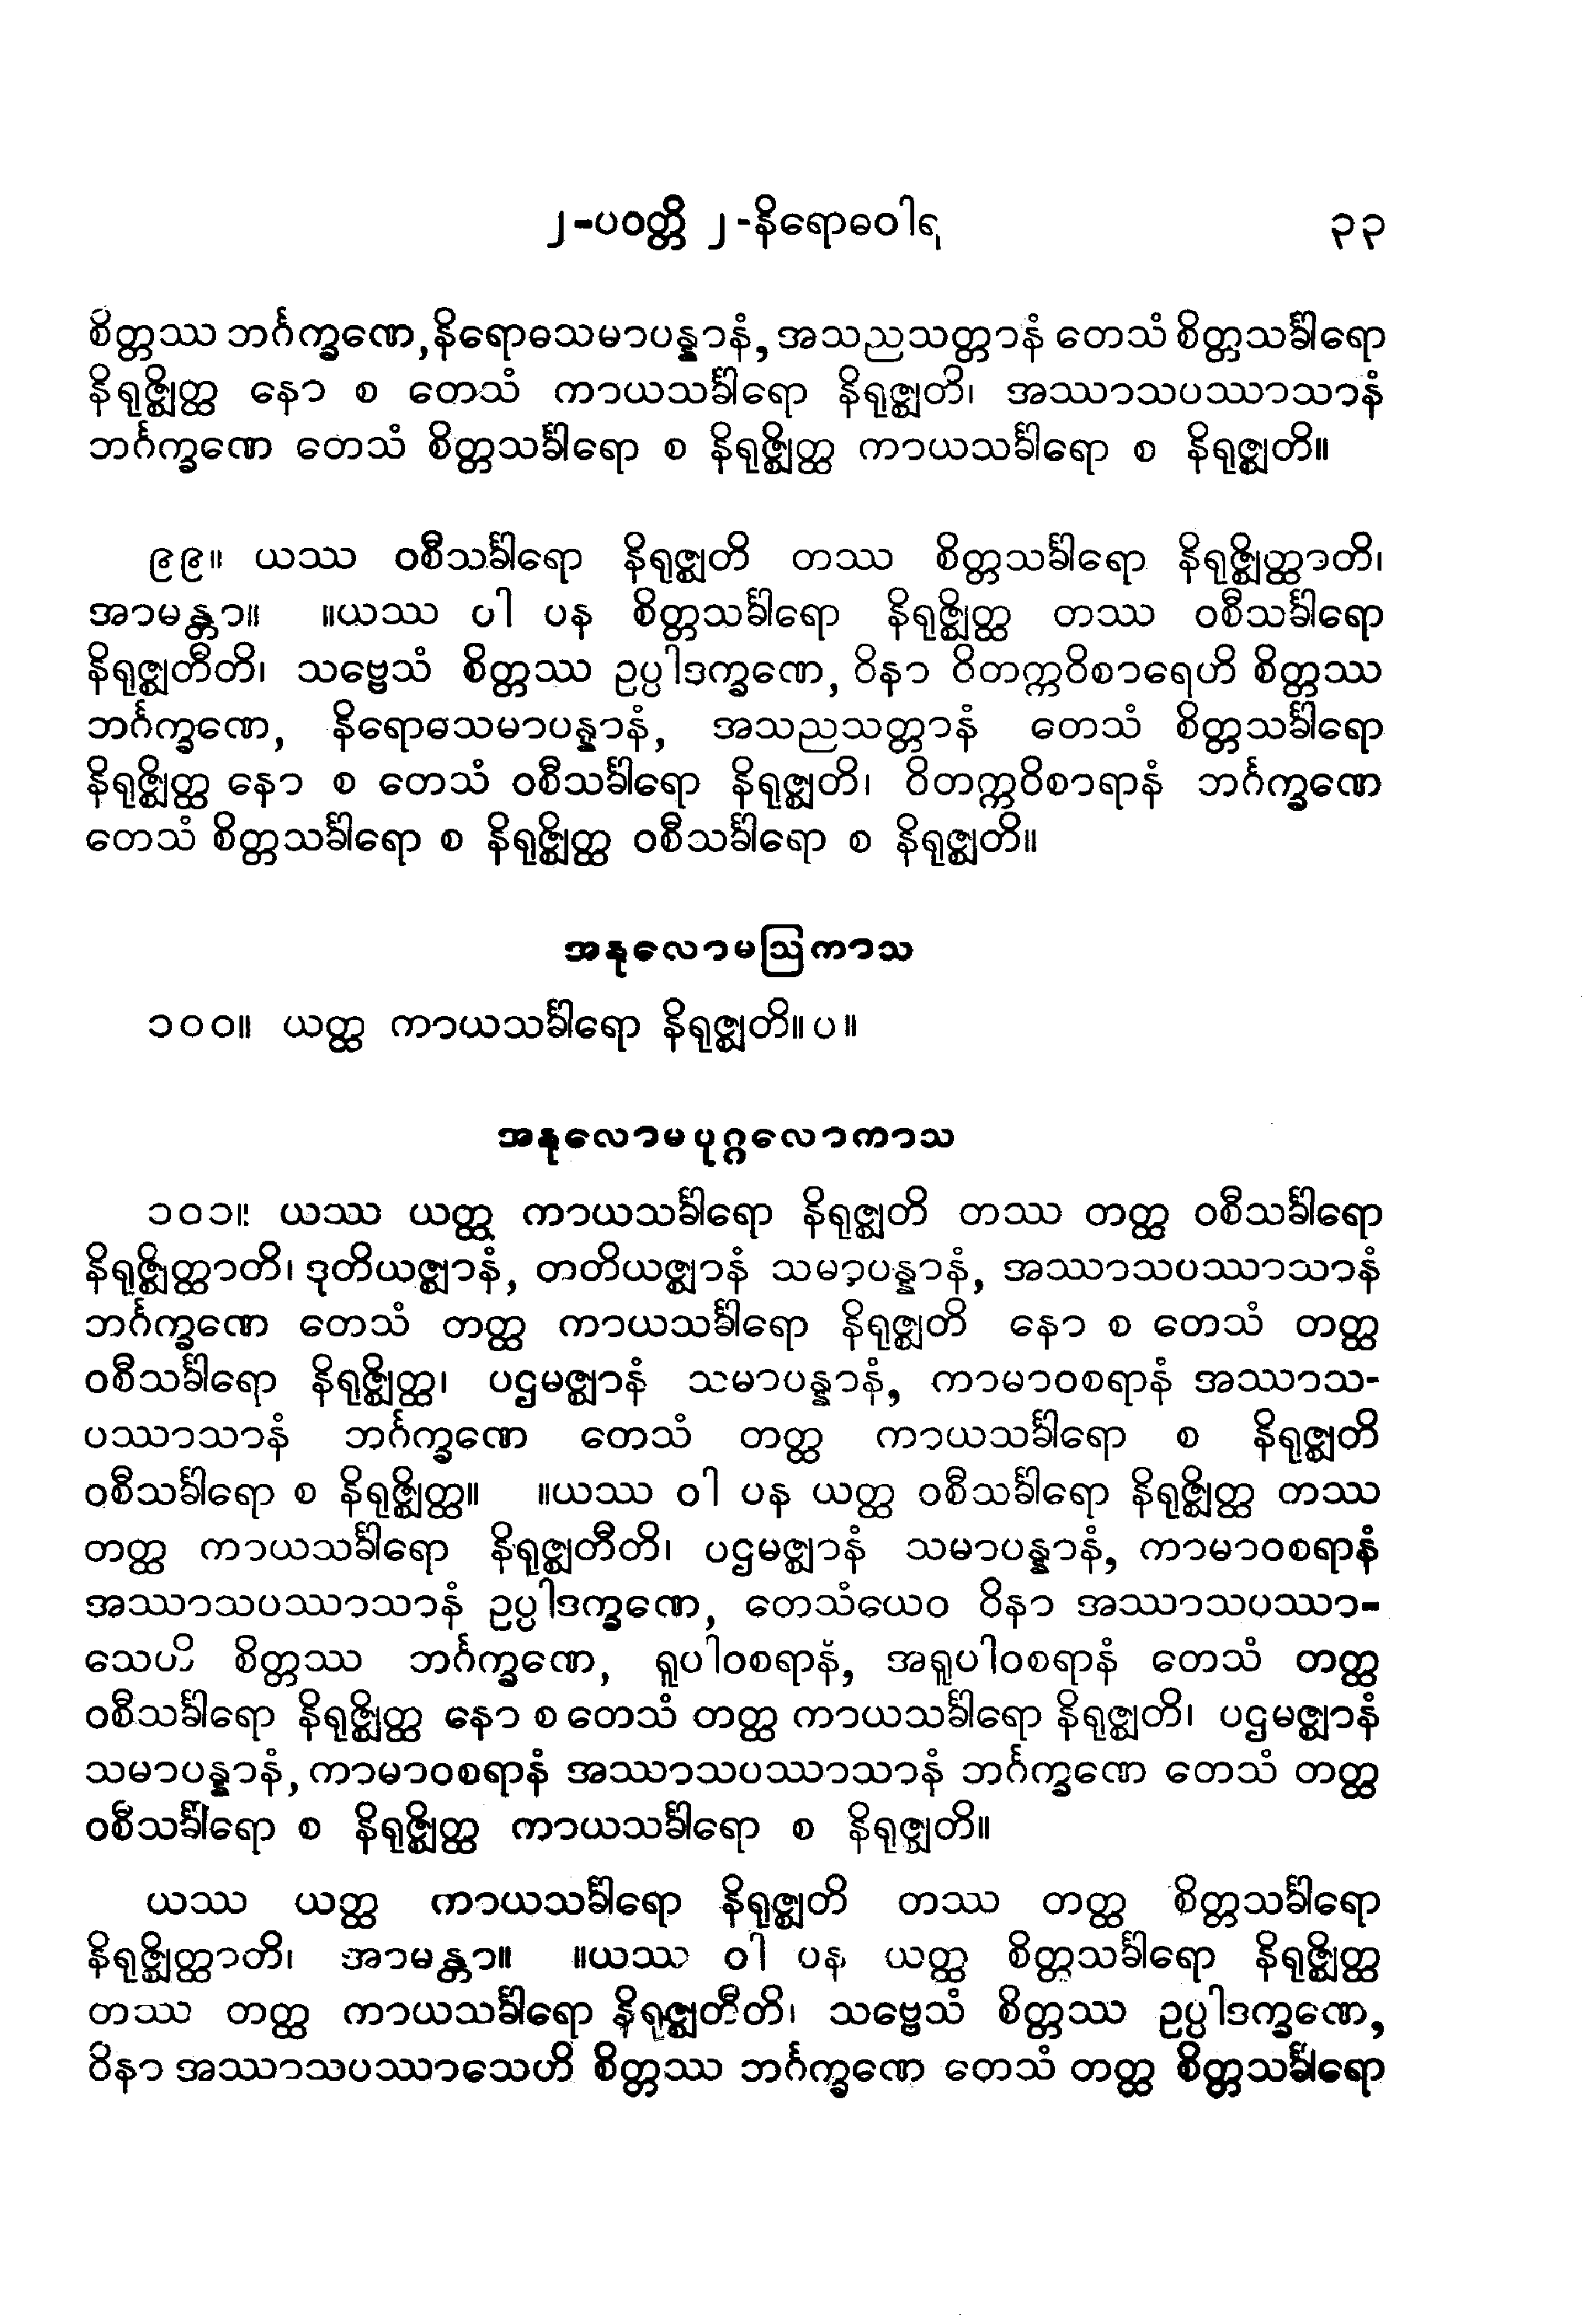 ၂-ပဝတ္တိ ၂-နိရောဓဝါရ ၃၃
စိတ္တဿ ဘင်္ဂက္ခဏေ, နိရောဓသမာပန္နာနံ, အသညသတ္တာနံ တေသံ စိတ္တသင်္ခါရော
နိရုဇ္ဈိတ္ထ နော စ တေသံ ကာယသင်္ခါရော နိရုဇ္ဈတိ၊ အဿာသပဿာသာနံ
ဘင်္ဂက္ခဏေ တေသံ စိတ္တသင်္ခါရော စ နိရုဇ္ဈိတ္ထ ကာယသင်္ခါရော စ နိရုဇ္ဈတိ။
၉၉။ ယဿ ဝစီသင်္ခါရော နိရုဇ္ဈတိ တဿ စိတ္တသင်္ခါရော နိရုဇ္ဈိတ္ထာတိ၊
အာမန္တာ။ ။ယဿ ဝါ ပန စိတ္တသင်္ခါရော နိရုဇ္ဈိတ္ထ တဿ ဝစီသင်္ခါရော
နိရုဇ္ဈတီတိ၊ သဗ္ဗေသံ စိတ္တဿ ဥပ္ပါဒက္ခဏေ, ဝိနာ ဝိတက္ကဝိစာရေဟိ စိတ္တဿ
ဘင်္ဂက္ခဏေ, နိရောဓသမာပန္နာနံ, အသညသတ္တာနံ တေသံ စိတ္တသင်္ခါရော
နိရုဇ္ဈိတ္ထ နော စ တေသံ ဝစီသင်္ခါရော နိရုဇ္ဈတိ၊ ဝိတက္ကဝိစာရာနံ ဘင်္ဂက္ခဏေ
တေသံ စိတ္တသင်္ခါရော စ နိရုဇ္ဈိတ္ထ ဝစီသင်္ခါရော စ နိရုဇ္ဈတိ။
အနုလောမဩကာသ
၁၀၀။ ယတ္ထ ကာယသင်္ခါရော နိရုဇ္ဈတိ။ပ။
အနုလောမပုဂ္ဂလောကာသ
၁၀၁။ ယဿ ယတ္ထ ကာယသင်္ခါရော နိရုဇ္ဈတိ တဿ တတ္ထ ဝစီသင်္ခါရော
နိရုဇ္ဈိတ္ထာတိ၊ ဒုတိယဇ္ဈာနံ, တတိယဇ္ဈာနံ သမာပန္နာနံ, အဿာသပဿာသာနံ
ဘင်္ဂက္ခဏေ တေသံ တတ္ထ ကာယသင်္ခါရော နိရုဇ္ဈတိ နော စ တေသံ တတ္ထ
ဝစီသင်္ခါရော နိရုဇ္ဈိတ္ထ၊ ပဌမဇ္ဈာနံ သမာပန္နာနံ, ကာမာဝစရာနံ အဿာသ-
ပဿာသာနံ ဘင်္ဂက္ခဏေ တေသံ တတ္ထ ကာယသင်္ခါရော စ နိရုဇ္ဈတိ
ဝစီသင်္ခါရော စ နိရုဇ္ဈိတ္ထ။ ။ယဿ ဝါ ပန ယတ္ထ ဝစီသင်္ခါရော နိရုဇ္ဈိတ္ထ တဿ
တတ္ထ ကာယသင်္ခါရော နိရုဇ္ဈတီတိ၊ ပဌမဇ္ဈာနံ သမာပန္နာနံ, ကာမာဝစရာနံ
အဿာသပဿာသာနံ ဥပ္ပါဒက္ခဏေ, တေသံယေဝ ဝိနာ အဿာသပဿာ-
သေဟိ စိတ္တဿ ဘင်္ဂက္ခဏေ, ရူပါဝစရာနံ, အရူပါဝစရာနံ တေသံ တတ္ထ
ဝစီသင်္ခါရော နိရုဇ္ဈိတ္ထ နော စ တေသံ တတ္ထ ကာယသင်္ခါရော နိရုဇ္ဈတိ၊ ပဌမဇ္ဈာနံ
သမာပန္နာနံ, ကာမာဝစရာနံ အဿာသပဿာသာနံ ဘင်္ဂက္ခဏေ တေသံ တတ္ထ
ဝစီသင်္ခါရော စ နိရုဇ္ဈိတ္ထ ကာယသင်္ခါရော စ နိရုဇ္ဈတိ။
ယဿ ယတ္ထ ကာယသင်္ခါရော နိရုဇ္ဈတိ တဿ တတ္ထ စိတ္တသင်္ခါရော
နိရုဇ္ဈိတ္ထာတိ၊ အာမန္တာ။ ။ယဿ ဝါ ပန ယတ္ထ စိတ္တသင်္ခါရော နိရုဇ္ဈိတ္ထ
တဿ တတ္ထ ကာယသင်္ခါရော နိရုဇ္ဈတီတိ၊ သဗ္ဗေသံ စိတ္တဿ ဥပ္ပါဒက္ခဏေ,
ဝိနာ အဿာသပဿာသေဟိ စိတ္တဿ ဘင်္ဂက္ခဏေ တေသံ တတ္ထ စိတ္တသင်္ခါရော